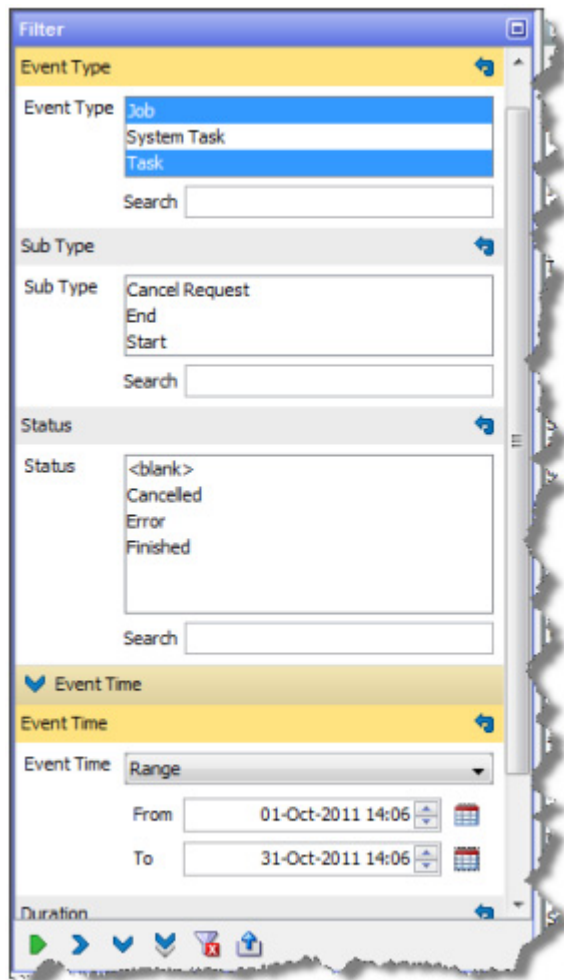 Filter
Event Type
Event Type
Job
System Task
Task
Search
Sub Type
Sub Type
Cancel Request
End
Start
Search
Status
Status
<blank>
Cancelled
Error
Finished
Search
Event Time
Event Time
Event Time
Range
From
01-Oct-2011 14:06
To
31-Oct-2011 14:06
Duration